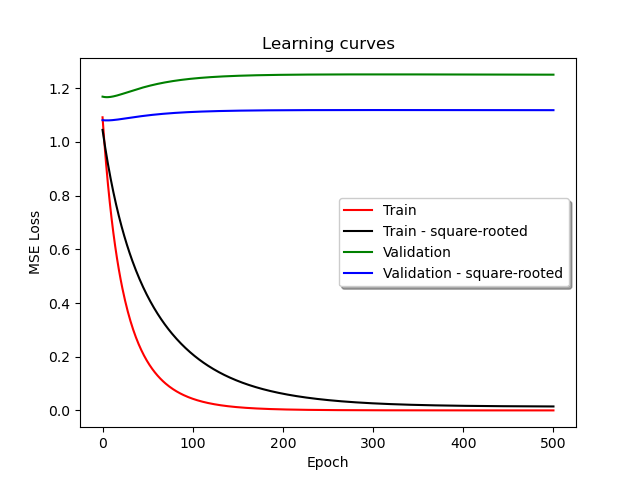 Learning curves
MSE Loss
1.2
1.0
0.8
0.6
0.4
0.2
0.0
Train
Train - square-rooted
Validation
Validation - square-rooted
0 100 200 300 400 500
Epoch